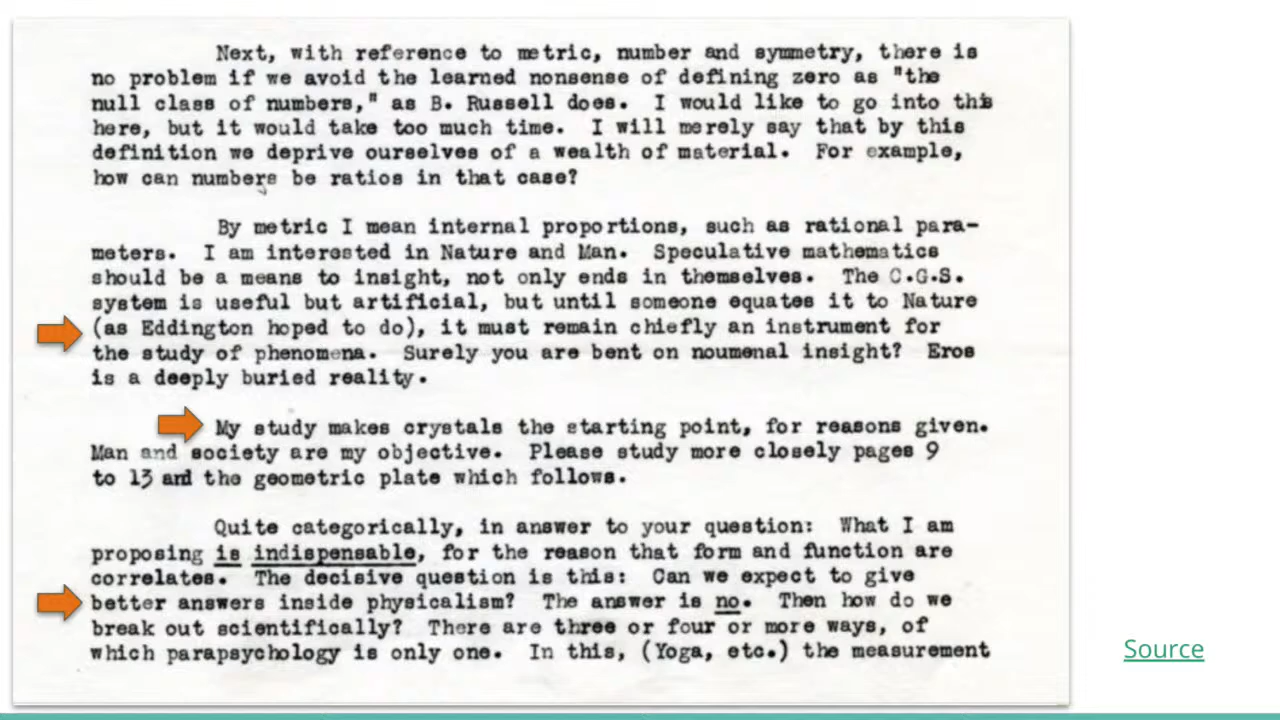 Next, with reference to metric, number and symmetry, there is
no problem if we avoid the learned nonsense of defining zero as "the
null class of numbers," as B. Russell does. I would like to go into this
here, but it would take too much time. I will merely say that by this
definition we deprive ourselves of a wealth of material. For example,
how can numbers be ratios in that case?
By metric I mean internal proportions, such as rational para-
meters. I am interested in Nature and Man. Speculative mathematics
should be a means to insight, not only ends in themselves. The C.G.S.
system is useful but artificial, but until someone equates it to Nature
(as Eddington hoped to do), it must remain chiefly an instrument for
the study of phenomena. Surely you are bent on noumenal insight? Eros
is a deeply buried reality.
My study makes crystals the starting point, for reasons given.
Man and society are my objective. Please study more closely pages 9
to 13 and the geometric plate which follows.
Quite categorically, in answer to your question: What I am
proposing is indispensable, for the reason that form and function are
correlates. The decisive question is this: Can we expect to give
better answers inside physicalism? The answer is no. Then how do we
break out scientifically? There are three or four or more ways, of
which parapsychology is only one. In this, (Yoga, etc.) the measurement
Source